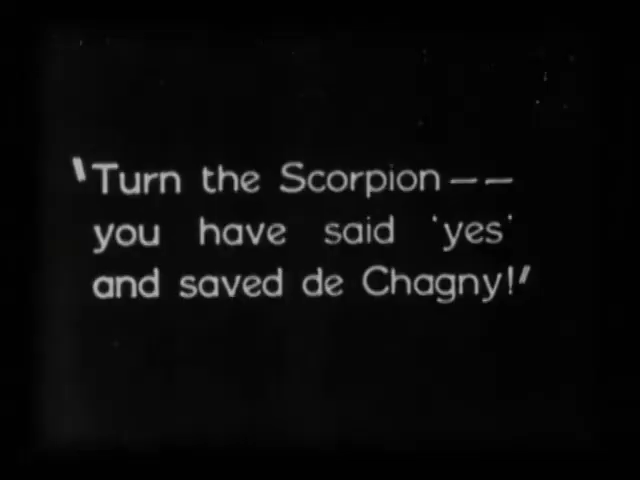 "Turn the Scorpion——
you have said 'yes'
and saved de Chagny!"